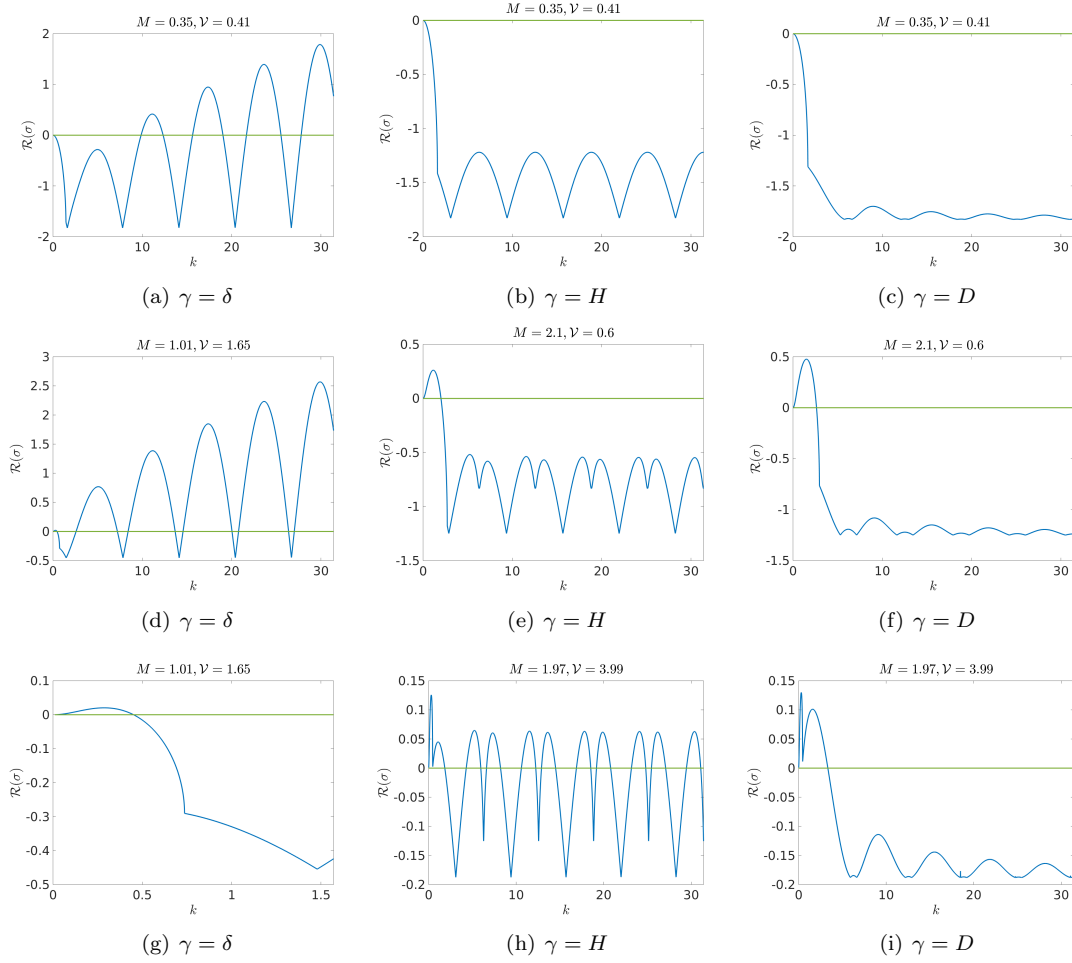 M = 0.35, 𝒱 = 0.41
M = 0.35, 𝒱 = 0.41
M = 0.35, 𝒱 = 0.41
2
1
0
-1
-2
ℛ(σ)
0 10 20 30
k
0
-0.5
-1
-1.5
-2
ℛ(σ)
0 10 20 30
k
0
-0.5
-1
-1.5
-2
ℛ(σ)
0 10 20 30
k
(a) γ = δ
(b) γ = H
(c) γ = D
M = 1.01, 𝒱 = 1.65
M = 2.1, 𝒱 = 0.6
M = 2.1, 𝒱 = 0.6
3
2.5
2
1.5
1
0.5
0
-0.5
ℛ(σ)
0 10 20 30
k
0.5
0
-0.5
-1
-1.5
ℛ(σ)
0 10 20 30
k
0.5
0
-0.5
-1
-1.5
ℛ(σ)
0 10 20 30
k
(d) γ = δ
(e) γ = H
(f) γ = D
M = 1.01, 𝒱 = 1.65
M = 1.97, 𝒱 = 3.99
M = 1.97, 𝒱 = 3.99
0.1
0
-0.1
-0.2
-0.3
-0.4
-0.5
ℛ(σ)
0 0.5 1 1.5
k
0.15
0.1
0.05
0
-0.05
-0.1
-0.15
-0.2
ℛ(σ)
0 10 20 30
k
0.15
0.1
0.05
0
-0.05
-0.1
-0.15
-0.2
ℛ(σ)
0 10 20 30
k
(g) γ = δ
(h) γ = H
(i) γ = D